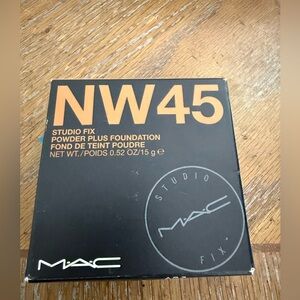 NW45
STUDIO FIX
POWDER PLUS FOUNDATION
FOND DE TEINT POUDRE
NET WT./POIDS 0.52 OZ/15 g ℮
STUDIO
M·A·C
FIX
M·A·C